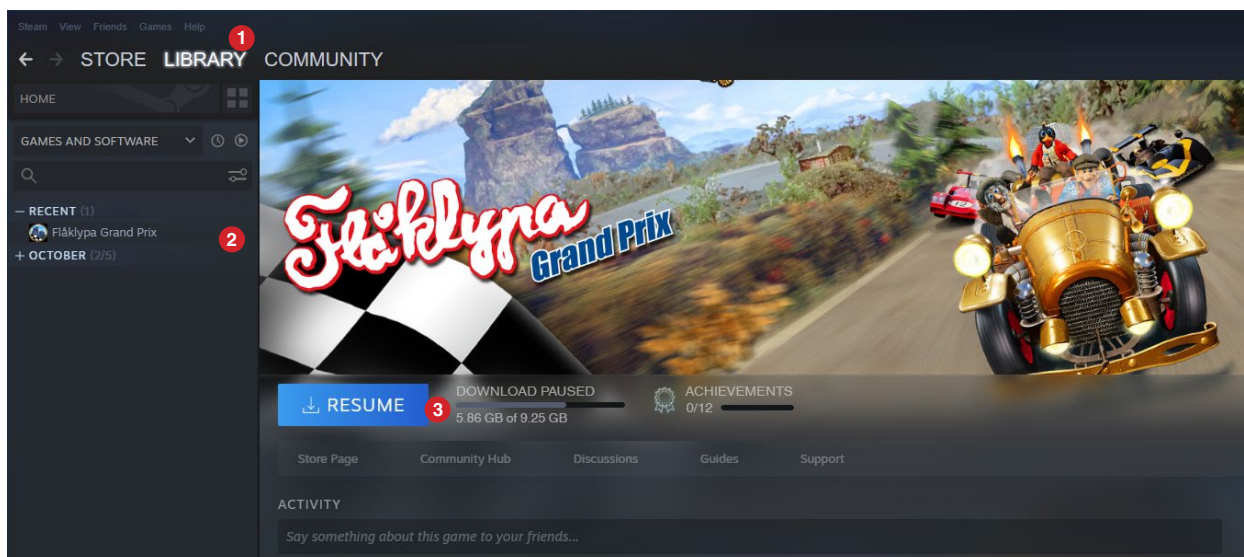 Steam View Friends Games Help
1
STORE LIBRARY COMMUNITY
HOME
GAMES AND SOFTWARE
RECENT (1)
Flåklypa Grand Prix
2
+ OCTOBER (2/5)
Flåklypa
Grand Prix
12
RESUME
3
DOWNLOAD PAUSED
5.86 GB of 9.25 GB
ACHIEVEMENTS
0/12
Store Page Community Hub Discussions Guides Support
ACTIVITY
Say something about this game to your friends...